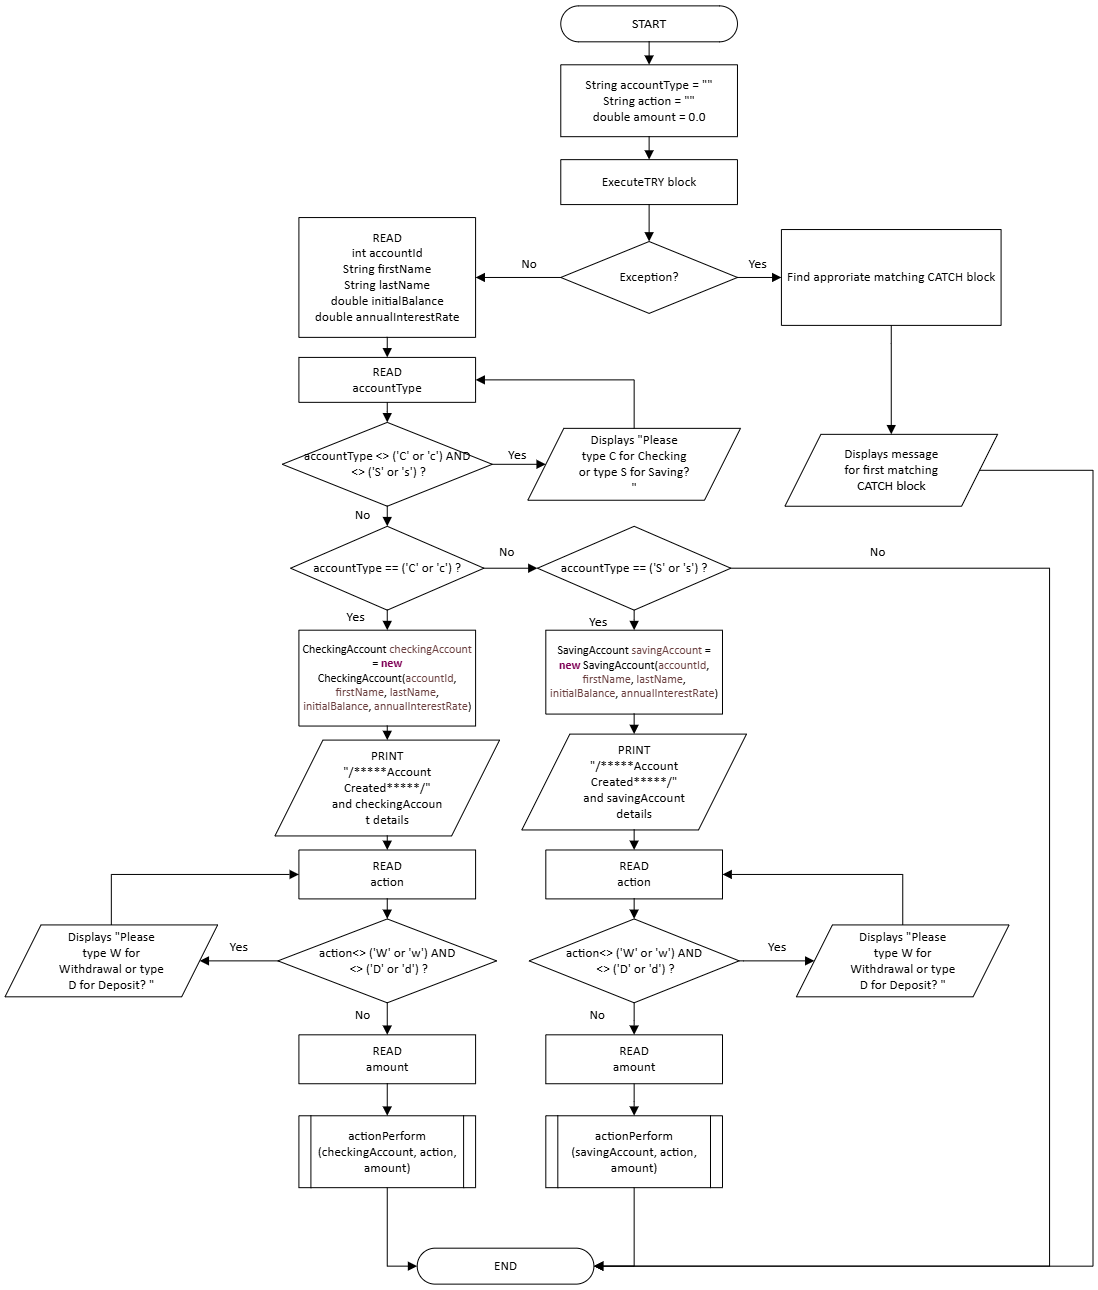 START
String accountType = ""
String action = ""
double amount = 0.0
ExecuteTRY block
Exception?
No
Yes
READ
int accountId
String firstName
String lastName
double initialBalance
double annualInterestRate
Find approriate matching CATCH block
READ
accountType
accountType <> ('C' or 'c') AND
<> ('S' or 's') ?
Yes
Displays "Please
type C for Checking
or type S for Saving?
"
Displays message
for first matching
CATCH block
No
accountType == ('C' or 'c') ?
No
accountType == ('S' or 's') ?
No
Yes
Yes
CheckingAccount checkingAccount
= new
CheckingAccount(accountId,
firstName, lastName,
initialBalance, annualInterestRate)
SavingAccount savingAccount =
new SavingAccount(accountId,
firstName, lastName,
initialBalance, annualInterestRate)
PRINT
"/*****Account
Created*****/"
and checkingAccoun
t details
PRINT
"/*****Account
Created*****/"
and savingAccount
details
READ
action
READ
action
Displays "Please
type W for
Withdrawal or type
D for Deposit? "
Yes
action<> ('W' or 'w') AND
<> ('D' or 'd') ?
action<> ('W' or 'w') AND
<> ('D' or 'd') ?
Yes
Displays "Please
type W for
Withdrawal or type
D for Deposit? "
No
No
READ
amount
READ
amount
actionPerform
(checkingAccount, action,
amount)
actionPerform
(savingAccount, action,
amount)
END